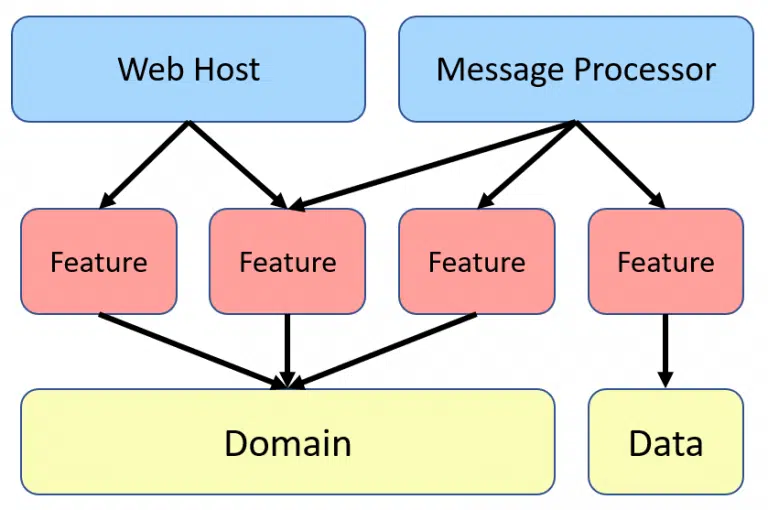 Web Host
Message Processor
Feature
Feature
Feature
Feature
Domain
Data